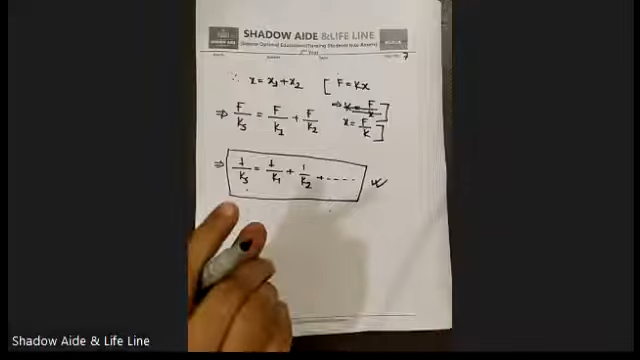 SHADOW AIDE & LIFE LINE
∵ x = x₁ + x₂ [ F = Kx
⇒ K = F/x ]
x = F/K ]
⇒ F/Kₛ = F/K₁ + F/K₂
⇒ 1/Kₛ = 1/K₁ + 1/K₂ + -----
Shadow Aide & Life Line